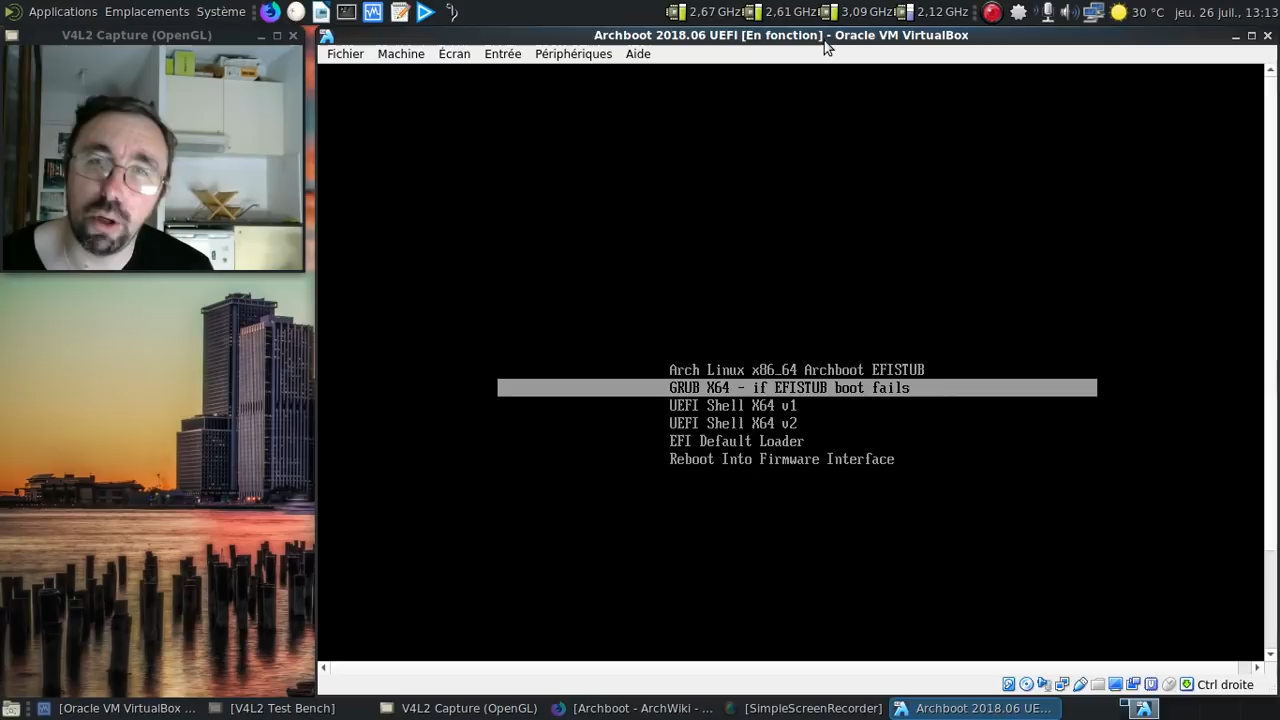 Applications Emplacements Système 2,67 GHz 2,61 GHz 3,09 GHz 2,12 GHz 30 °C jeu. 26 juil., 13:13
V4L2 Capture (OpenGL)
Archboot 2018.06 UEFI [En fonction] - Oracle VM VirtualBox
Fichier Machine Écran Entrée Périphériques Aide
Arch Linux x86_64 Archboot EFISTUB
GRUB X64 - if EFISTUB boot fails
UEFI Shell X64 v1
UEFI Shell X64 v2
EFI Default Loader
Reboot Into Firmware Interface
Ctrl droite
[Oracle VM VirtualBox ... [V4L2 Test Bench] V4L2 Capture (OpenGL) [Archboot - ArchWiki - ... [SimpleScreenRecorder] Archboot 2018.06 UE...